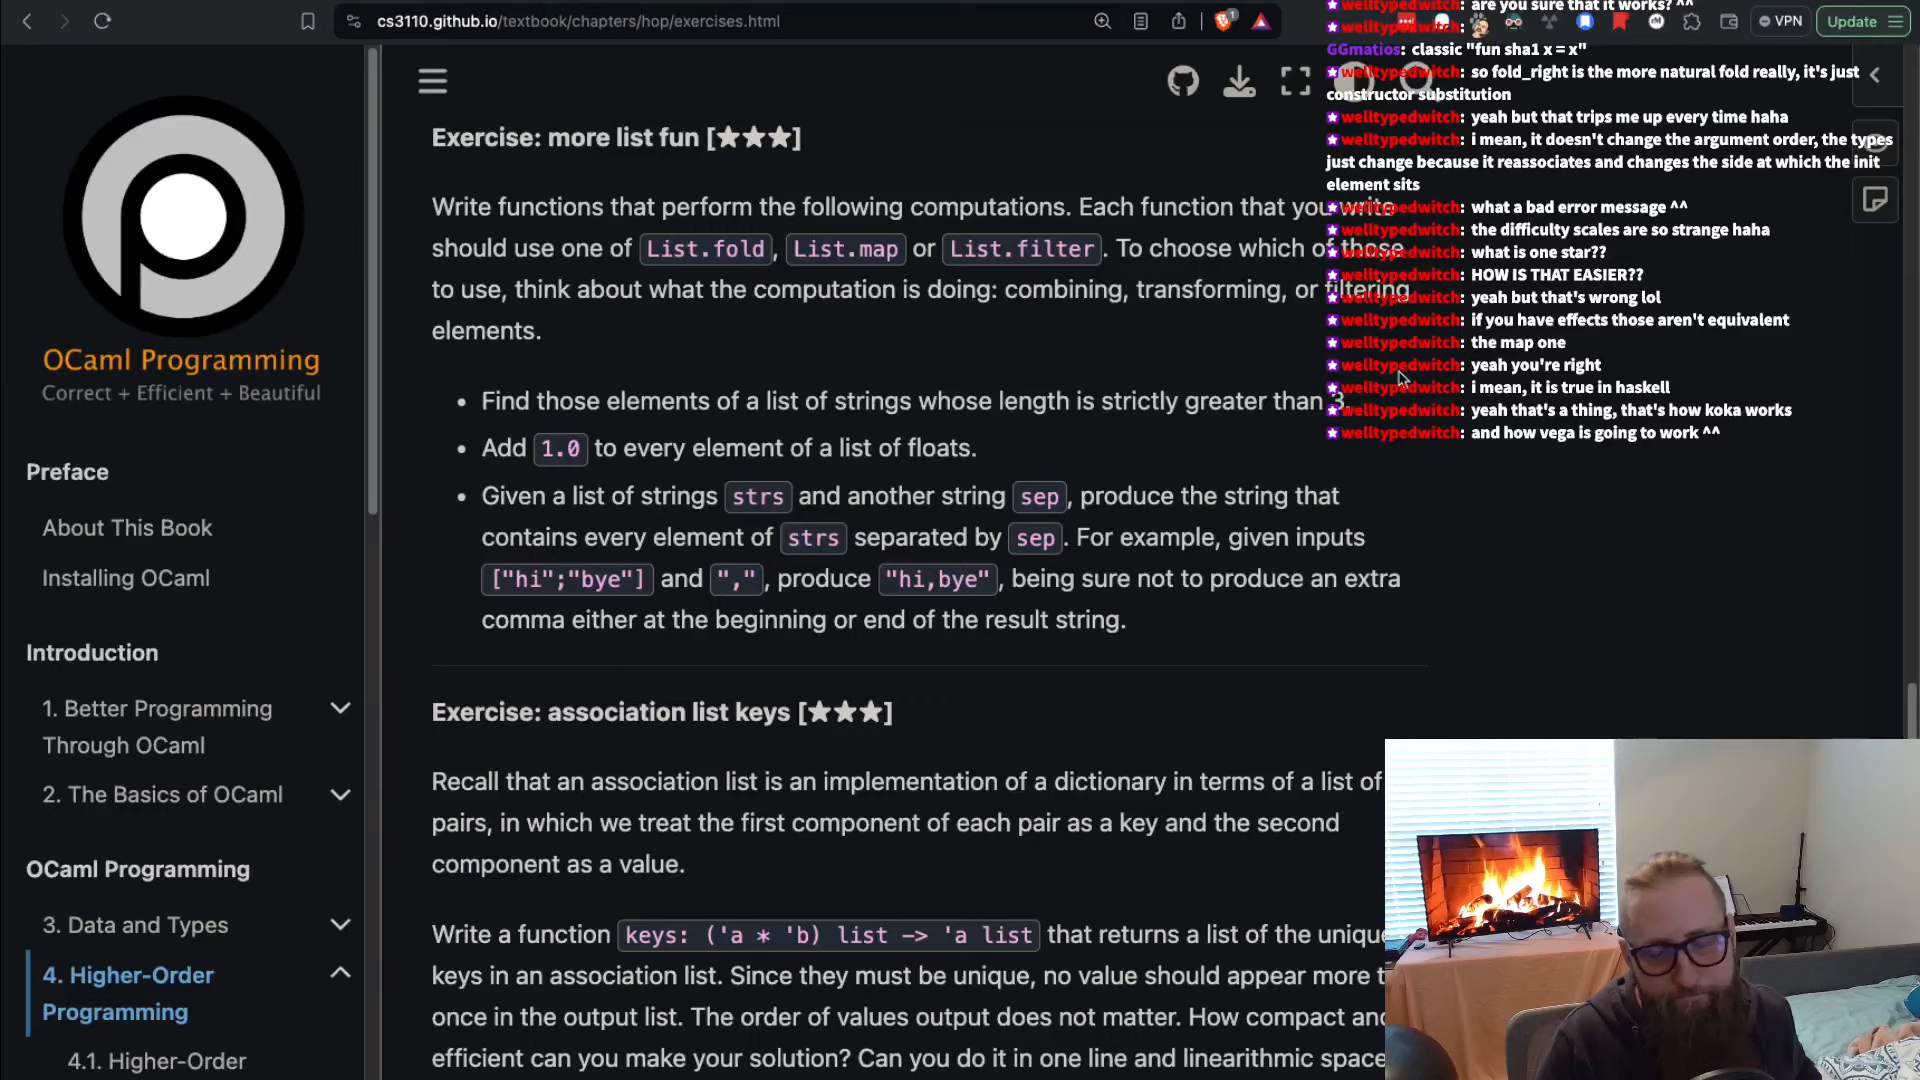 cs3110.github.io/textbook/chapters/hop/exercises.html
VPN
Update
OCaml Programming
Correct + Efficient + Beautiful
Preface
About This Book
Installing OCaml
Introduction
1. Better Programming
Through OCaml
2. The Basics of OCaml
OCaml Programming
3. Data and Types
4. Higher-Order
Programming
4.1. Higher-Order
Exercise: more list fun [★★★]
Write functions that perform the following computations. Each function that you write
should use one of List.fold, List.map or List.filter. To choose which of those
to use, think about what the computation is doing: combining, transforming, or filtering
elements.
• Find those elements of a list of strings whose length is strictly greater than 3.
• Add 1.0 to every element of a list of floats.
• Given a list of strings strs and another string sep, produce the string that
contains every element of strs separated by sep. For example, given inputs
["hi";"bye"] and ",", produce "hi,bye", being sure not to produce an extra
comma either at the beginning or end of the result string.
Exercise: association list keys [★★★]
Recall that an association list is an implementation of a dictionary in terms of a list of
pairs, in which we treat the first component of each pair as a key and the second
component as a value.
Write a function keys: ('a * 'b) list -> 'a list that returns a list of the unique
keys in an association list. Since they must be unique, no value should appear more
once in the output list. The order of values output does not matter. How compact and
efficient can you make your solution? Can you do it in one line and linearithmic space
welltypedwitch: are you sure that it works? ^^
welltypedwitch:
GGmatios: classic "fun sha1 x = x"
welltypedwitch: so fold_right is the more natural fold really, it's just
constructor substitution
welltypedwitch: yeah but that trips me up every time haha
welltypedwitch: i mean, it doesn't change the argument order, the types
just change because it reassociates and changes the side at which the init
element sits
welltypedwitch: what a bad error message ^^
welltypedwitch: the difficulty scales are so strange haha
welltypedwitch: what is one star??
welltypedwitch: HOW IS THAT EASIER??
welltypedwitch: yeah but that's wrong lol
welltypedwitch: if you have effects those aren't equivalent
welltypedwitch: the map one
welltypedwitch: yeah you're right
welltypedwitch: i mean, it is true in haskell
welltypedwitch: yeah that's a thing, that's how koka works
welltypedwitch: and how vega is going to work ^^